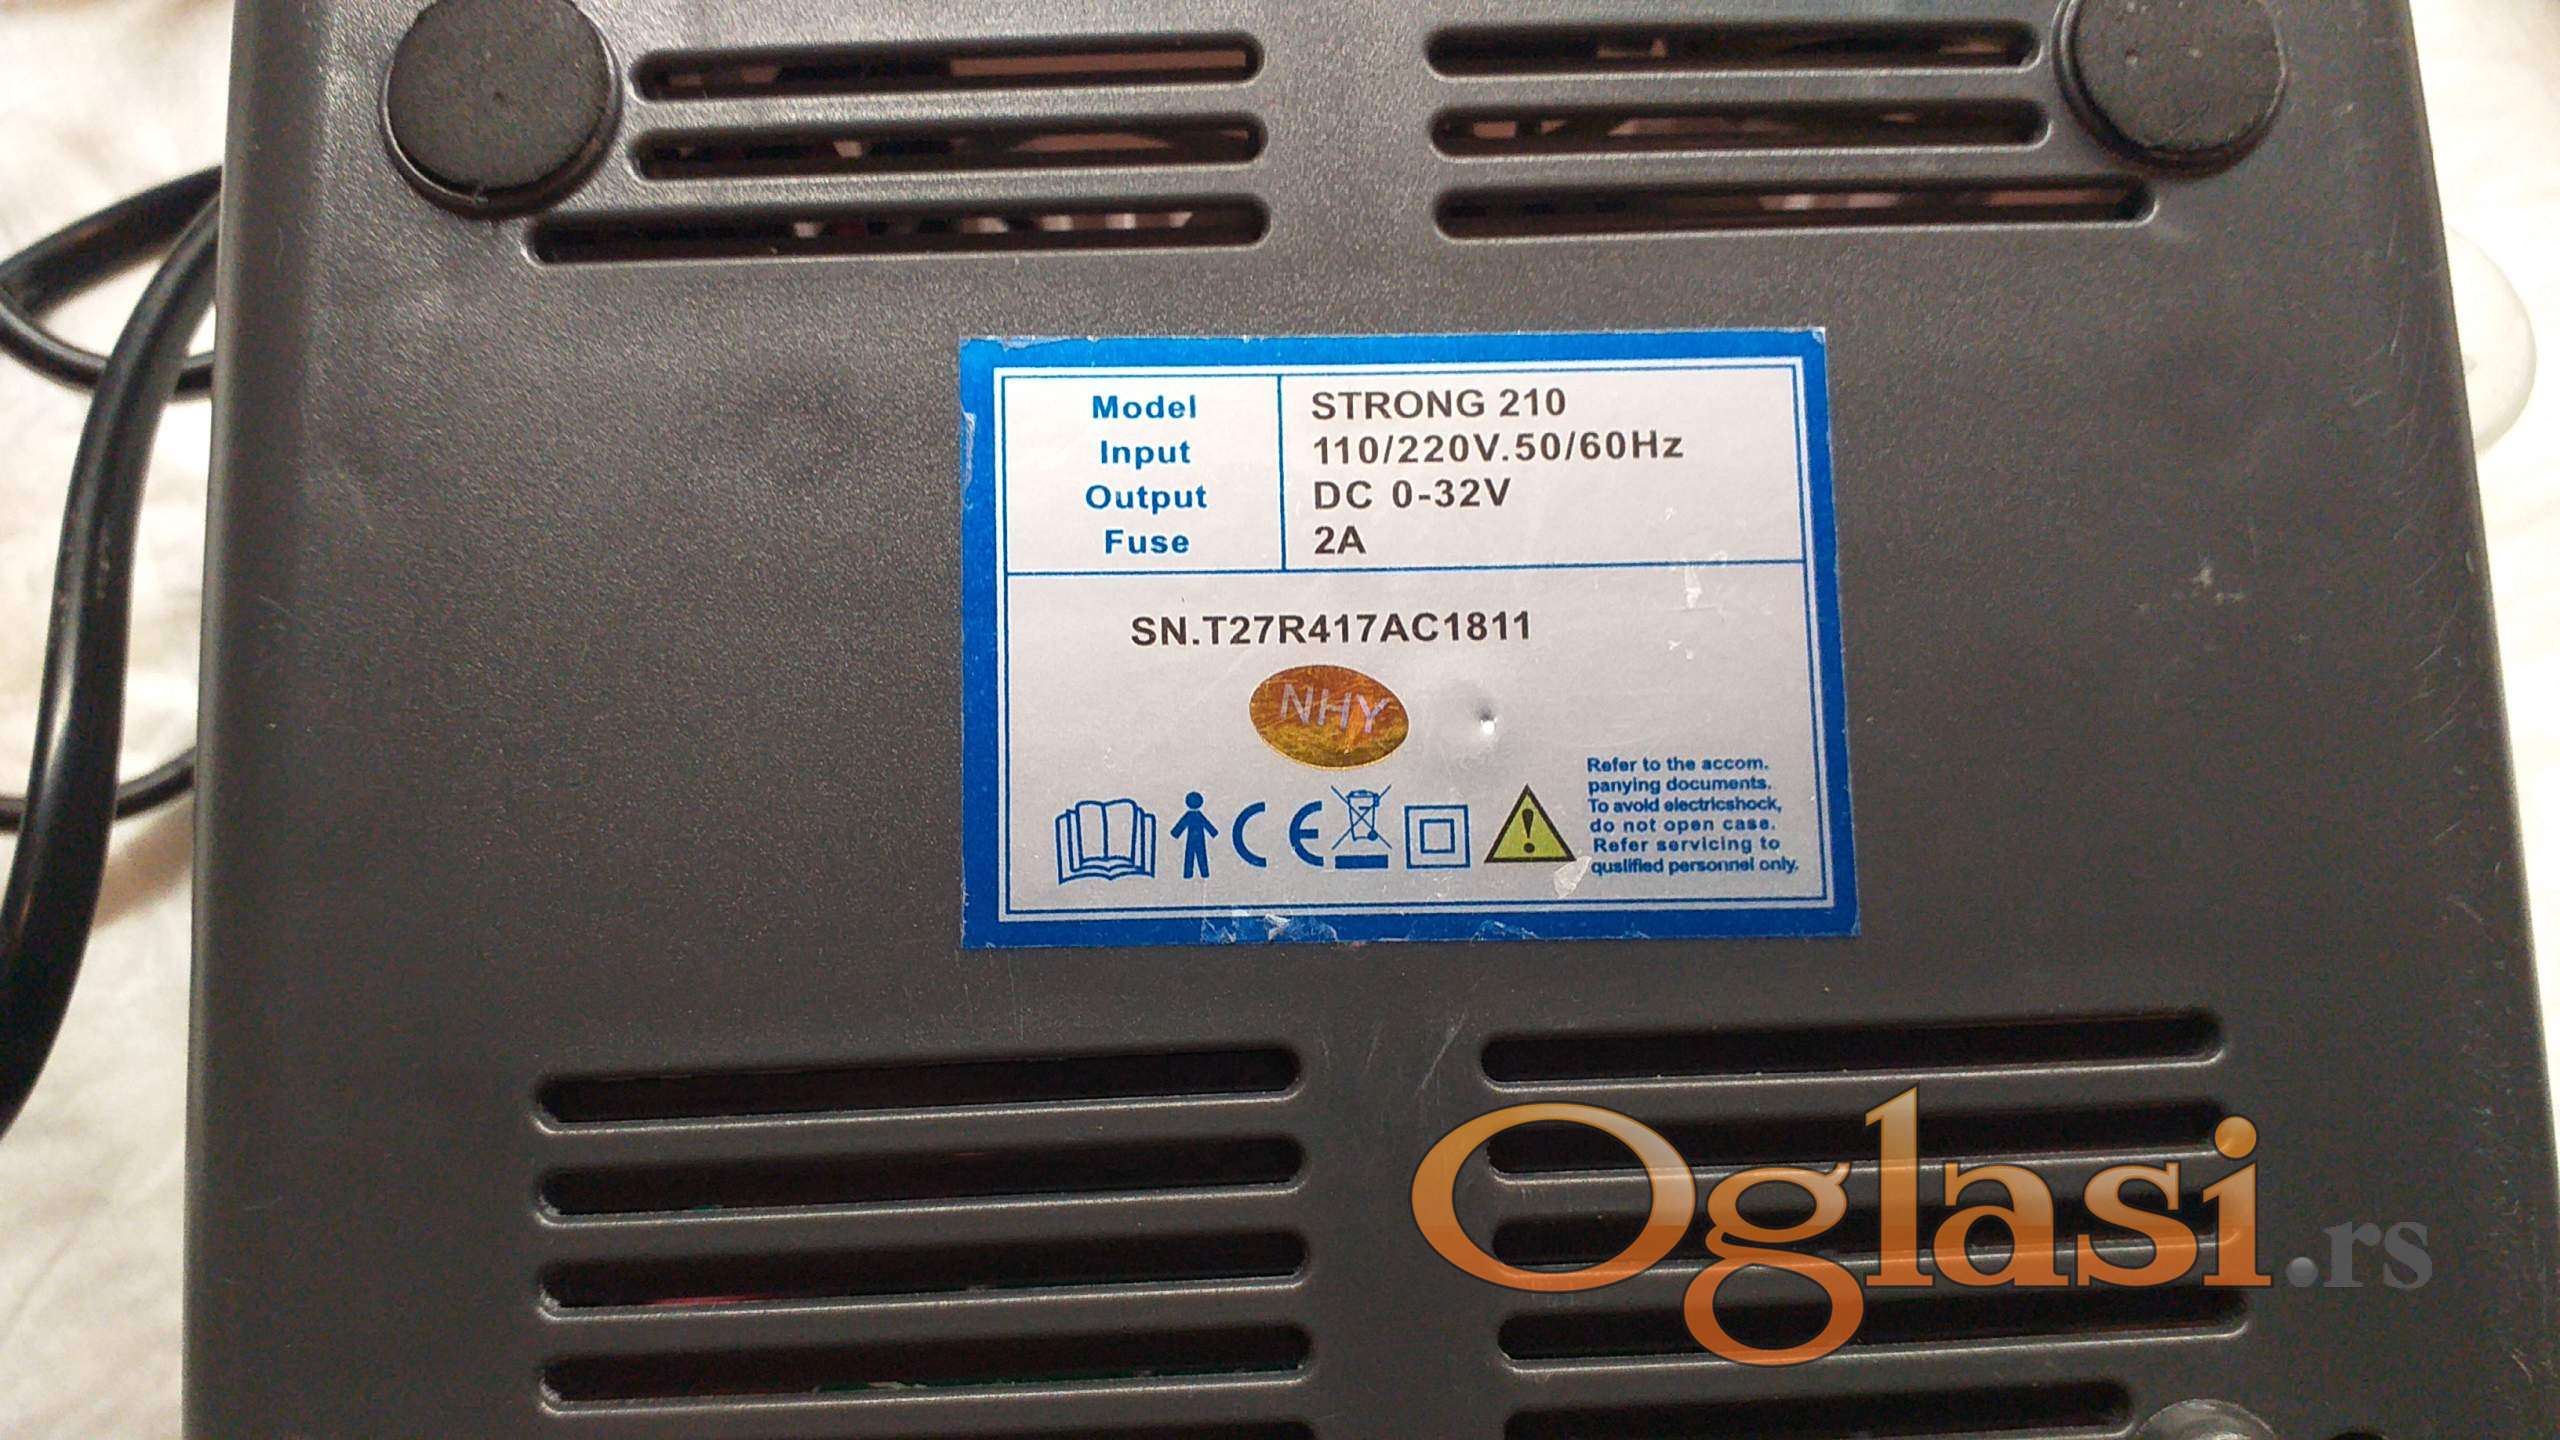 Model STRONG 210
Input 110/220V.50/60Hz
Output DC 0-32V
Fuse 2A
SN.T27R417AC1811
NHY
CE
Refer to the accom.
panying documents.
To avoid electricshock,
do not open case.
Refer servicing to
quslified personnel only.
Oglasi.rs